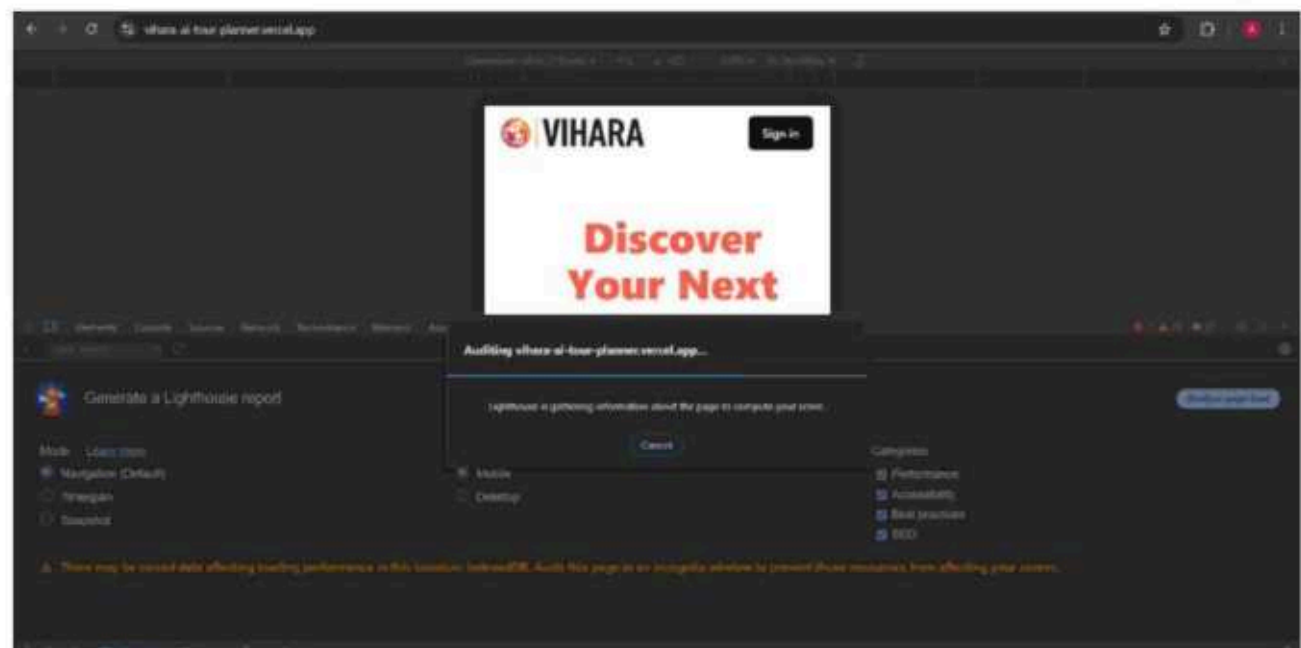 vihara-ai-tour-planner.vercel.app
VIHARA
Sign in
Discover
Your Next
Elements Console Sources Network Performance Memory
Auditing vihara-ai-tour-planner.vercel.app...
Lighthouse is gathering information about the page to compute your score.
Cancel
Generate a Lighthouse report
Analyze page load
Mode Learn more
Navigation (Default)
Timespan
Snapshot
Mobile
Desktop
Categories
Performance
Accessibility
Best practices
SEO
There may be stored data affecting loading performance in this location: IndexedDB. Audit this page in an incognito window to prevent those resources from affecting your scores.